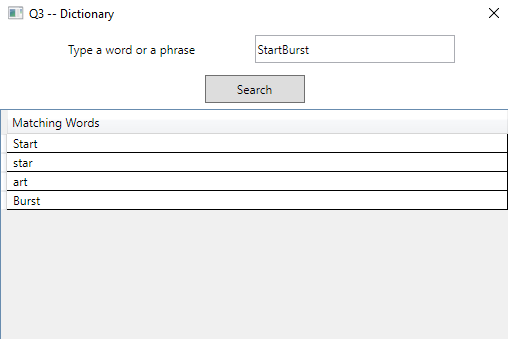 Q3 -- Dictionary
Type a word or a phrase StartBurst
Search
Matching Words
Start
star
art
Burst